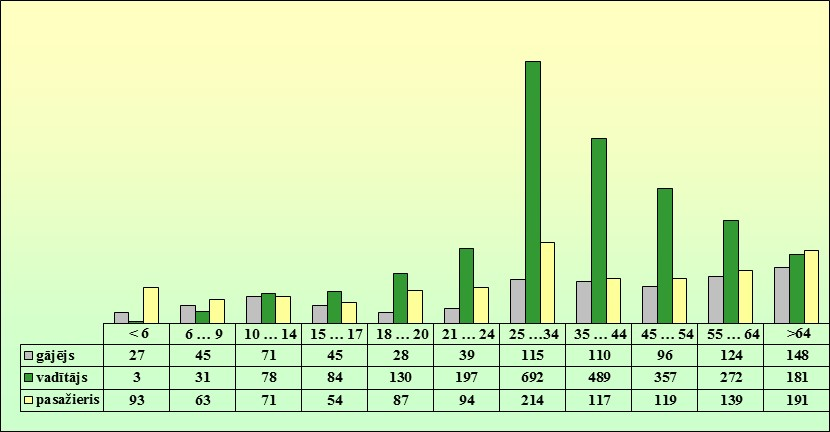 < 6 6 … 9 10 … 14 15 … 17 18 … 20 21 … 24 25 …34 35 … 44 45 … 54 55 … 64 >64
gājējs 27 45 71 45 28 39 115 110 96 124 148
vadītājs 3 31 78 84 130 197 692 489 357 272 181
pasažieris 93 63 71 54 87 94 214 117 119 139 191